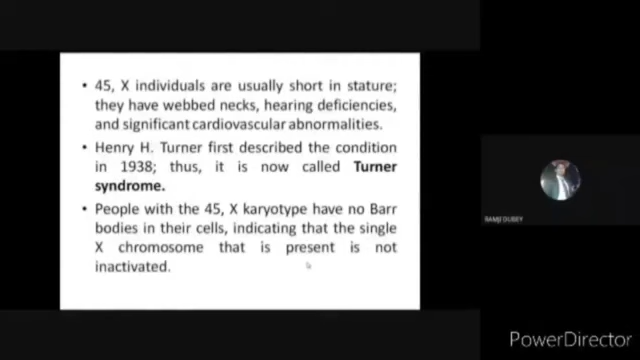 • 45, X individuals are usually short in stature;
they have webbed necks, hearing deficiencies,
and significant cardiovascular abnormalities.
• Henry H. Turner first described the condition
in 1938; thus, it is now called Turner
syndrome.
• People with the 45, X karyotype have no Barr
bodies in their cells, indicating that the single
X chromosome that is present is not
inactivated.
RAMJI DUBEY
PowerDirector